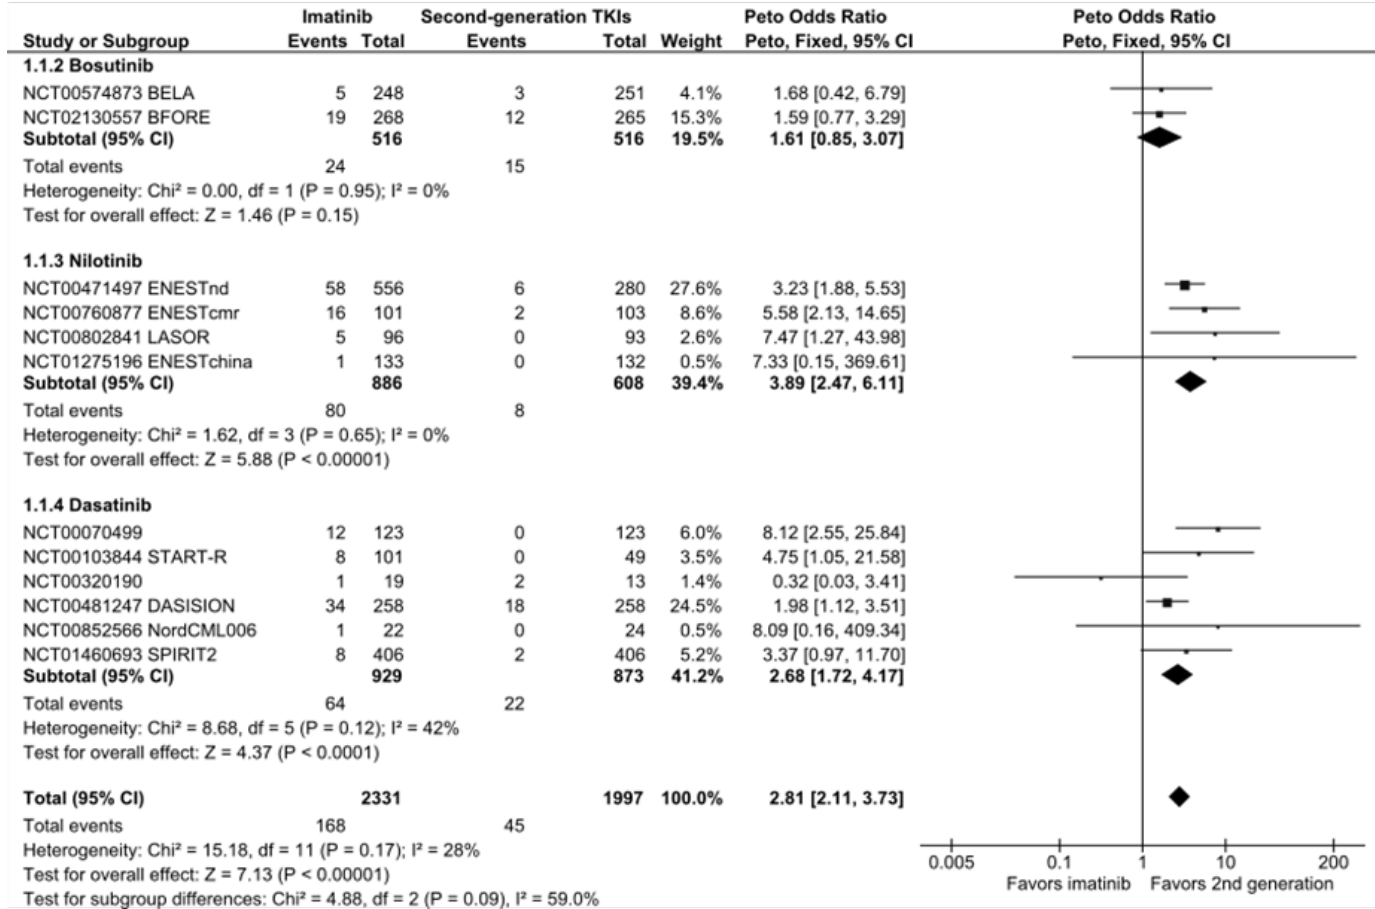 Imatinib Second-generation TKIs Peto Odds Ratio Peto Odds Ratio
Study or Subgroup Events Total Events Total Weight Peto, Fixed, 95% CI Peto, Fixed, 95% CI
1.1.2 Bosutinib
NCT00574873 BELA 5 248 3 251 4.1% 1.68 [0.42, 6.79]
NCT02130557 BFORE 19 268 12 265 15.3% 1.59 [0.77, 3.29]
Subtotal (95% CI) 516 516 19.5% 1.61 [0.85, 3.07]
Total events 24 15
Heterogeneity: Chi² = 0.00, df = 1 (P = 0.95); I² = 0%
Test for overall effect: Z = 1.46 (P = 0.15)
1.1.3 Nilotinib
NCT00471497 ENESTnd 58 556 6 280 27.6% 3.23 [1.88, 5.53]
NCT00760877 ENESTcmr 16 101 2 103 8.6% 5.58 [2.13, 14.65]
NCT00802841 LASOR 5 96 0 93 2.6% 7.47 [1.27, 43.98]
NCT01275196 ENESTchina 1 133 0 132 0.5% 7.33 [0.15, 369.61]
Subtotal (95% CI) 886 608 39.4% 3.89 [2.47, 6.11]
Total events 80 8
Heterogeneity: Chi² = 1.62, df = 3 (P = 0.65); I² = 0%
Test for overall effect: Z = 5.88 (P < 0.00001)
1.1.4 Dasatinib
NCT00070499 12 123 0 123 6.0% 8.12 [2.55, 25.84]
NCT00103844 START-R 8 101 0 49 3.5% 4.75 [1.05, 21.58]
NCT00320190 1 19 2 13 1.4% 0.32 [0.03, 3.41]
NCT00481247 DASISION 34 258 18 258 24.5% 1.98 [1.12, 3.51]
NCT00852566 NordCML006 1 22 0 24 0.5% 8.09 [0.16, 409.34]
NCT01460693 SPIRIT2 8 406 2 406 5.2% 3.37 [0.97, 11.70]
Subtotal (95% CI) 929 873 41.2% 2.68 [1.72, 4.17]
Total events 64 22
Heterogeneity: Chi² = 8.68, df = 5 (P = 0.12); I² = 42%
Test for overall effect: Z = 4.37 (P < 0.0001)
Total (95% CI) 2331 1997 100.0% 2.81 [2.11, 3.73]
Total events 168 45
Heterogeneity: Chi² = 15.18, df = 11 (P = 0.17); I² = 28%
Test for overall effect: Z = 7.13 (P < 0.00001)
Test for subgroup differences: Chi² = 4.88, df = 2 (P = 0.09), I² = 59.0%
0.005 0.1 1 10 200
Favors imatinib Favors 2nd generation